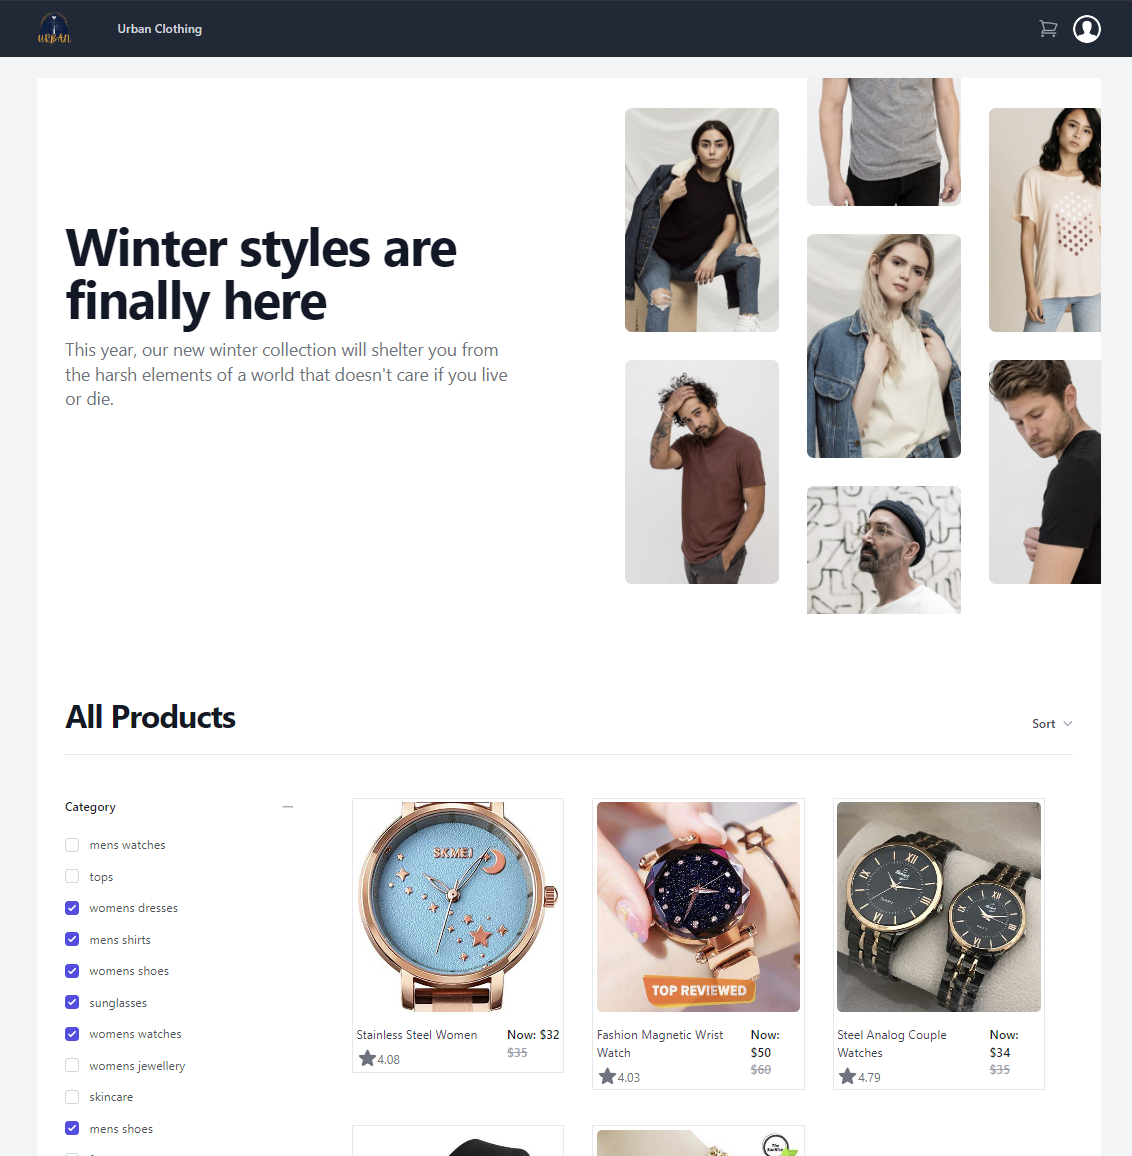 URBAN
Urban Clothing
Winter styles are
finally here
This year, our new winter collection will shelter you from
the harsh elements of a world that doesn't care if you live
or die.
All Products
Sort
Category
mens watches
tops
womens dresses
mens shirts
womens shoes
sunglasses
womens watches
womens jewellery
skincare
mens shoes
SKMEI
Stainless Steel Women
Now: $32
$35
4.08
TOP REVIEWED
Fashion Magnetic Wrist
Watch
Now:
$50
$60
4.03
Steel Analog Couple
Watches
Now:
$34
$35
4.79